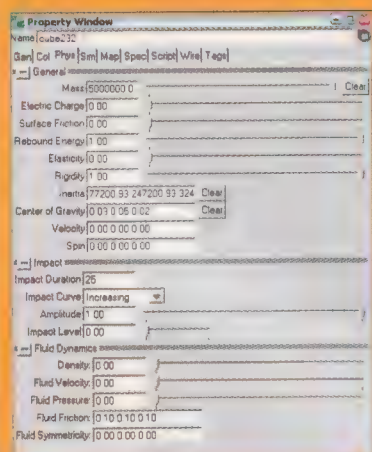 Property Window
Name cube232
Gen Col Phys Sm Map Spec Script Wire Tags
General
Mass 5000000 0 Clear
Electric Charge 0 00
Surface Friction 0 00
Rebound Energy 1 00
Elasticity 0 00
Rigidity 1 00
Inertia 77200 93 247200 93 324 Clear
Center of Gravity 0 03 0 05 0 02 Clear
Velocity 0 00 0 00 0 00
Spin 0 00 0 00 0 00
Impact
Impact Duration 25
Impact Curve Increasing
Amplitude 1 00
Impact Level 0 00
Fluid Dynamics
Density: 0 00
Fluid Velocity: 0 00
Fluid Pressure: 0 00
Fluid Friction: 0 10 0 10 0 10
Fluid Symmetricity: 0 00 0 00 0 00